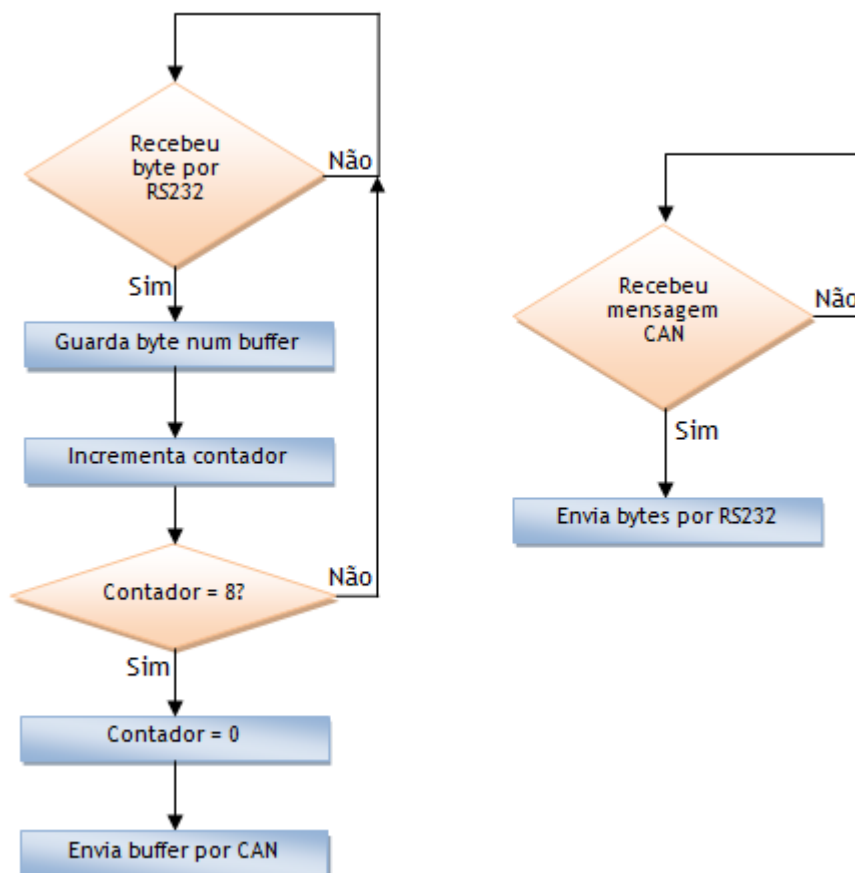 Recebeu
byte por
RS232
Não
Sim
Guarda byte num buffer
Incrementa contador
Contador = 8?
Não
Sim
Contador = 0
Envia buffer por CAN
Recebeu
mensagem
CAN
Não
Sim
Envia bytes por RS232